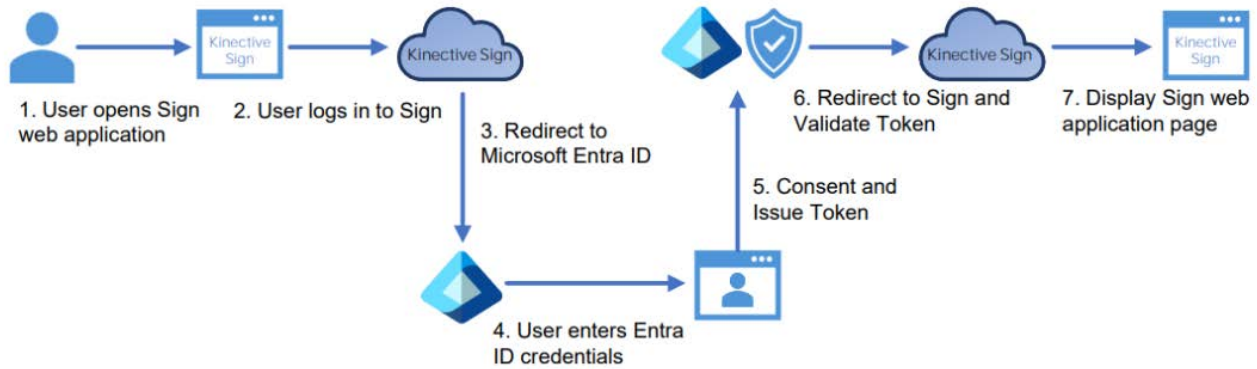 Kinective
Sign
Kinective Sign
1. User opens Sign
web application
2. User logs in to Sign
3. Redirect to
Microsoft Entra ID
4. User enters Entra
ID credentials
5. Consent and
Issue Token
6. Redirect to Sign and
Validate Token
Kinective Sign
Kinective
Sign
7. Display Sign web
application page